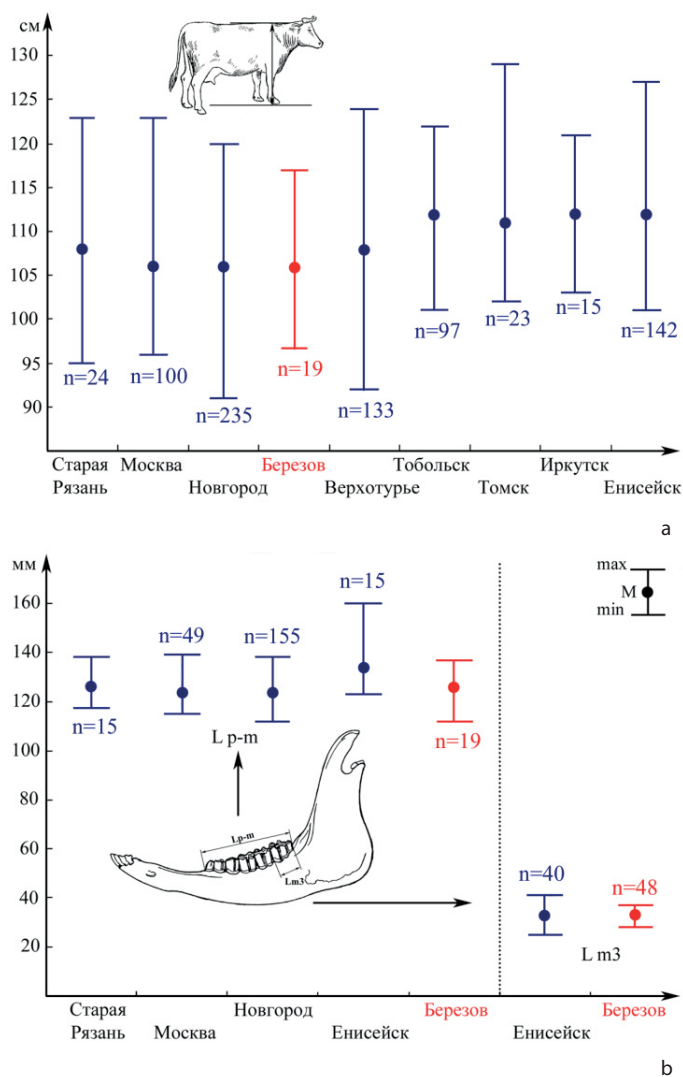 см
130
125
120
115
110
105
100
95
90
n=24
n=100
n=235
n=19
n=133
n=97
n=23
n=15
n=142
Старая Рязань
Москва
Новгород
Березов
Верхотурье
Тобольск
Томск
Иркутск
Енисейск
a
мм
160
140
120
100
80
60
40
20
max
M
min
n=15
n=49
n=155
n=15
n=19
L p-m
Lp-m
Lm3
n=40
n=48
L m3
Старая Рязань
Москва
Новгород
Енисейск
Березов
Енисейск
Березов
b